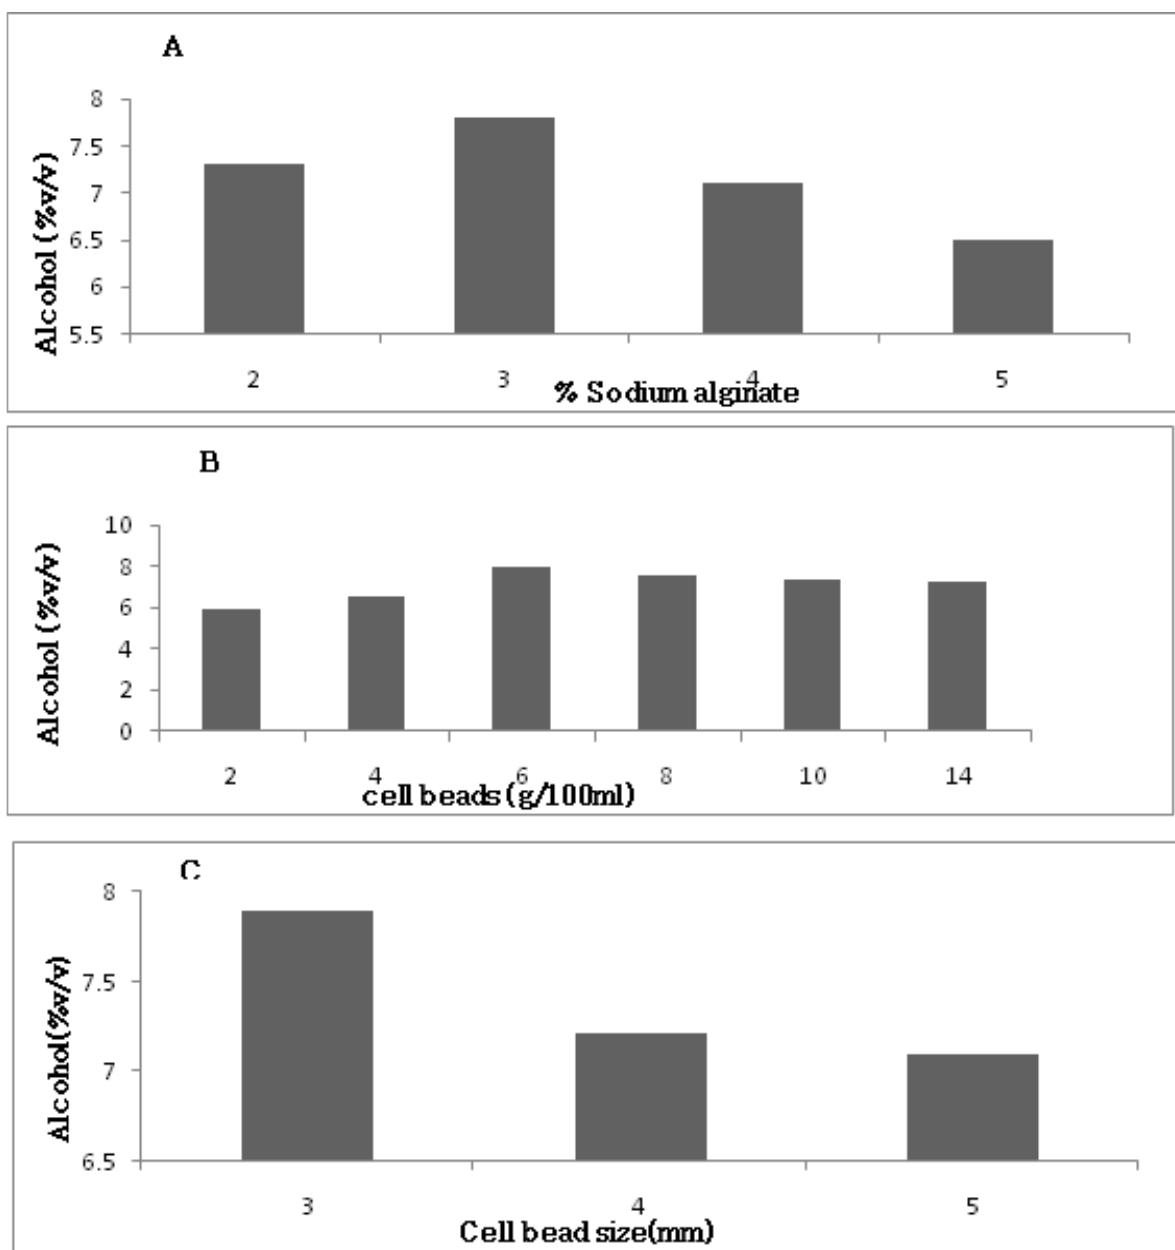 A
Alcohol (%v/v)
8
7.5
7
6.5
6
5.5
2 3 4 5
% Sodium alginate
B
Alcohol (%v/v)
10
8
6
4
2
0
2 4 6 8 10 14
cell beads (g/100ml)
C
Alcohol(%v/v)
8
7.5
7
6.5
3 4 5
Cell bead size(mm)